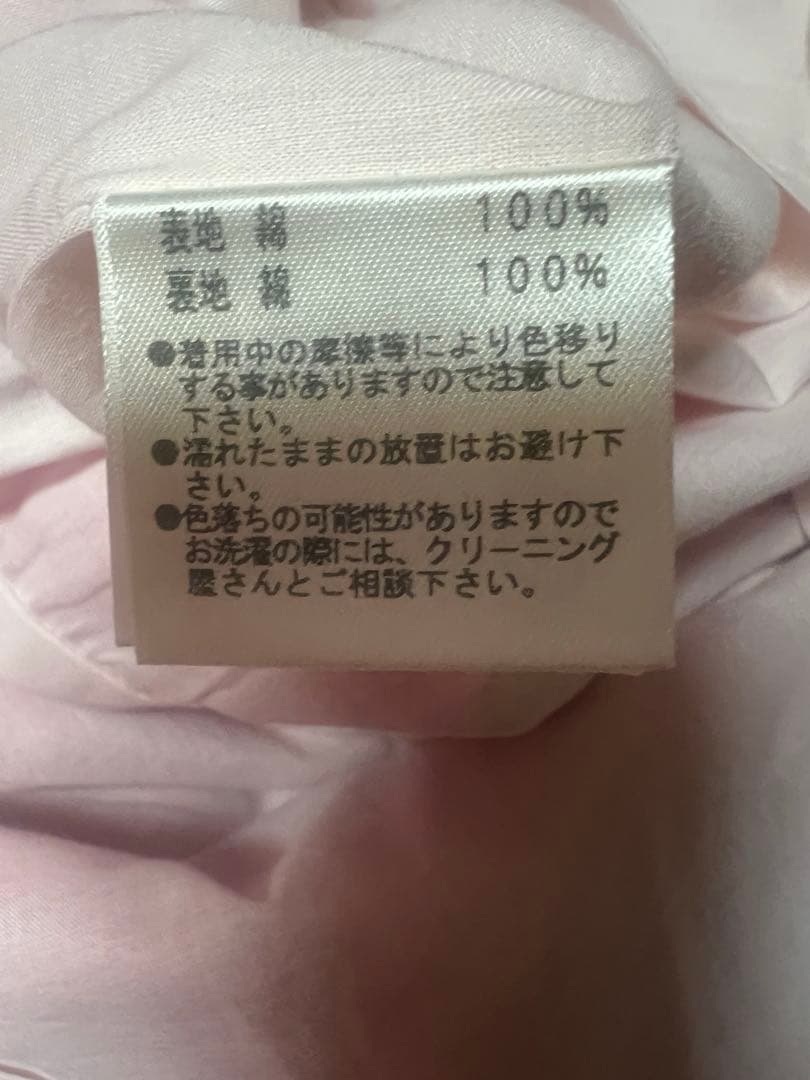 表地 綿 100%
裏地 綿 100%
●着用中の摩擦等により色移り
する事がありますので注意して
下さい。
●濡れたままの放置はお避け下
さい。
●色落ちの可能性がありますので
お洗濯の際には、クリーニング
屋さんとご相談下さい。